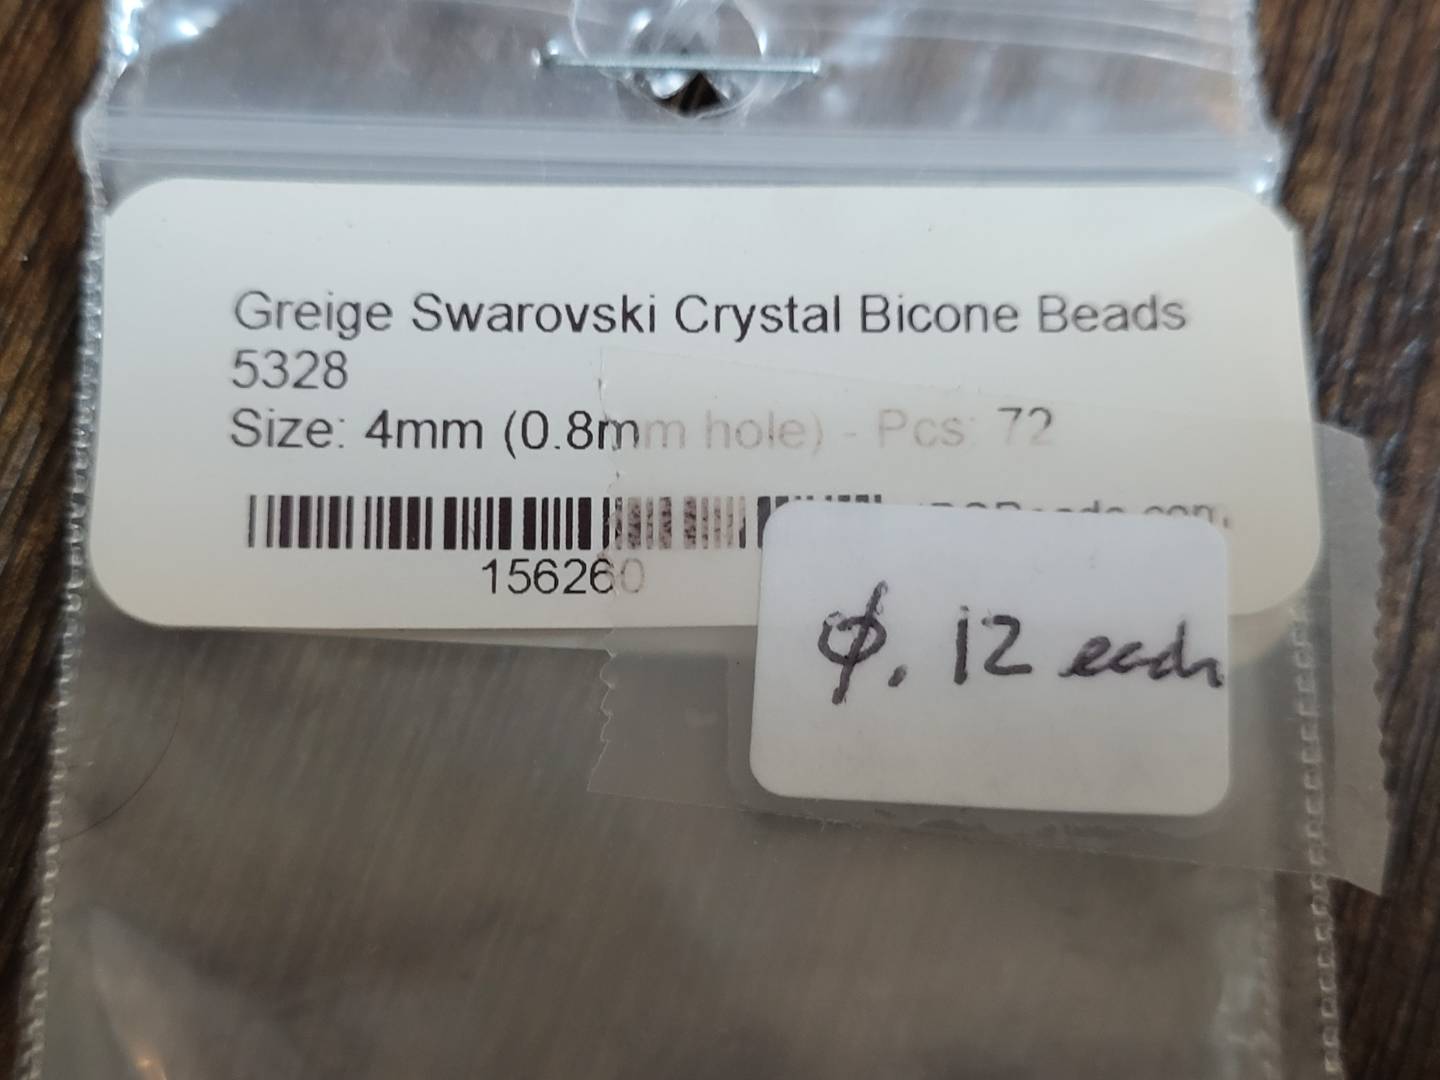 Greige Swarovski Crystal Bicone Beads
5328
Size: 4mm (0.8mm hole) - Pcs: 72
156260
φ. 12 each